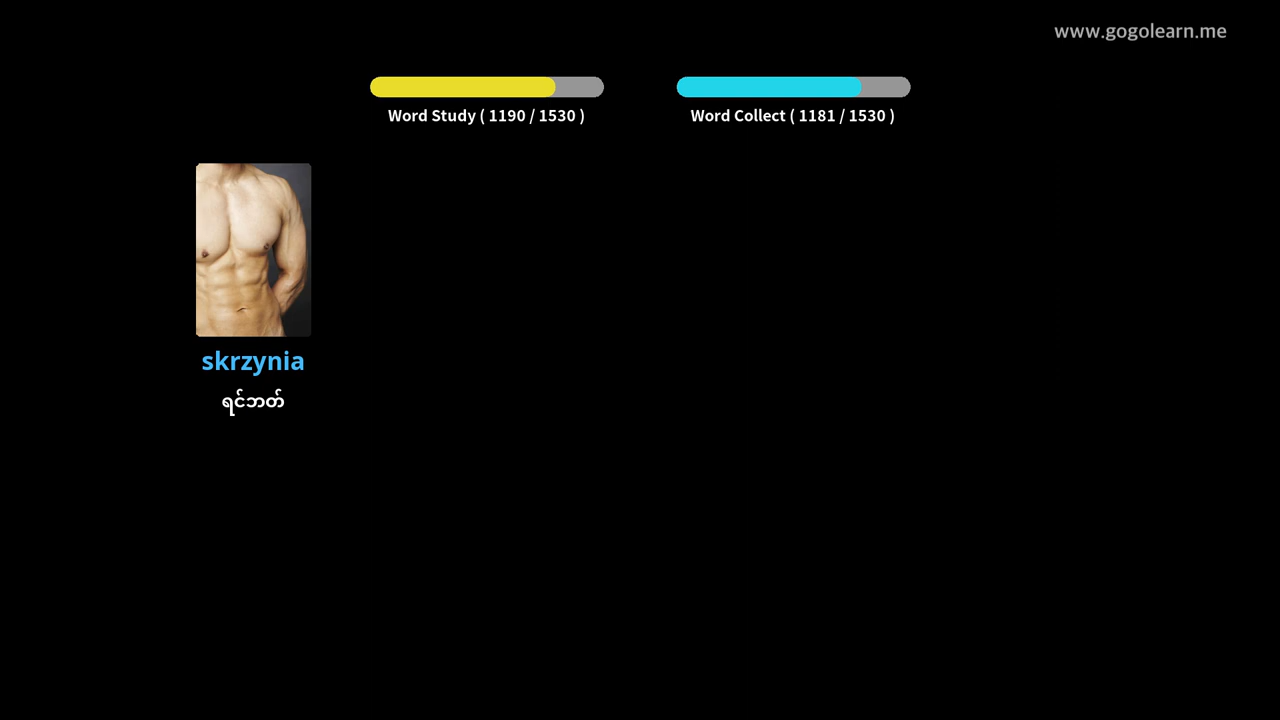 www.gogolearn.me
Word Study ( 1190 / 1530 )
Word Collect ( 1181 / 1530 )
skrzynia
ရင်ဘတ်